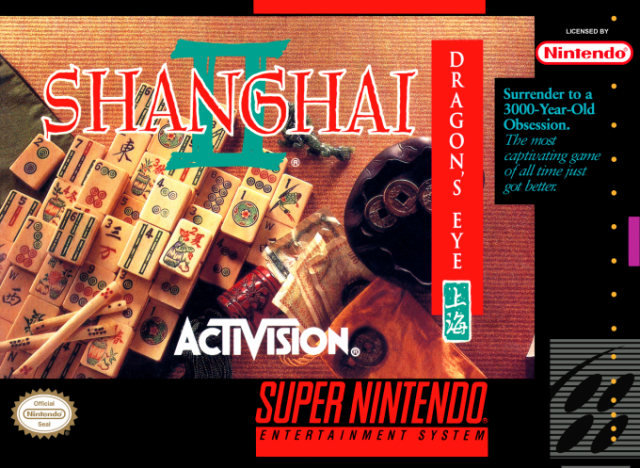 LICENSED BY
Nintendo®
SHANGHAI
II
®
DRAGON'S EYE
上海
Surrender to a
3000-Year-Old
Obsession.
The most
captivating game
of all time just
got better.
ACTIVISION®
Official
Nintendo
Seal
SUPER NINTENDO®
ENTERTAINMENT SYSTEM